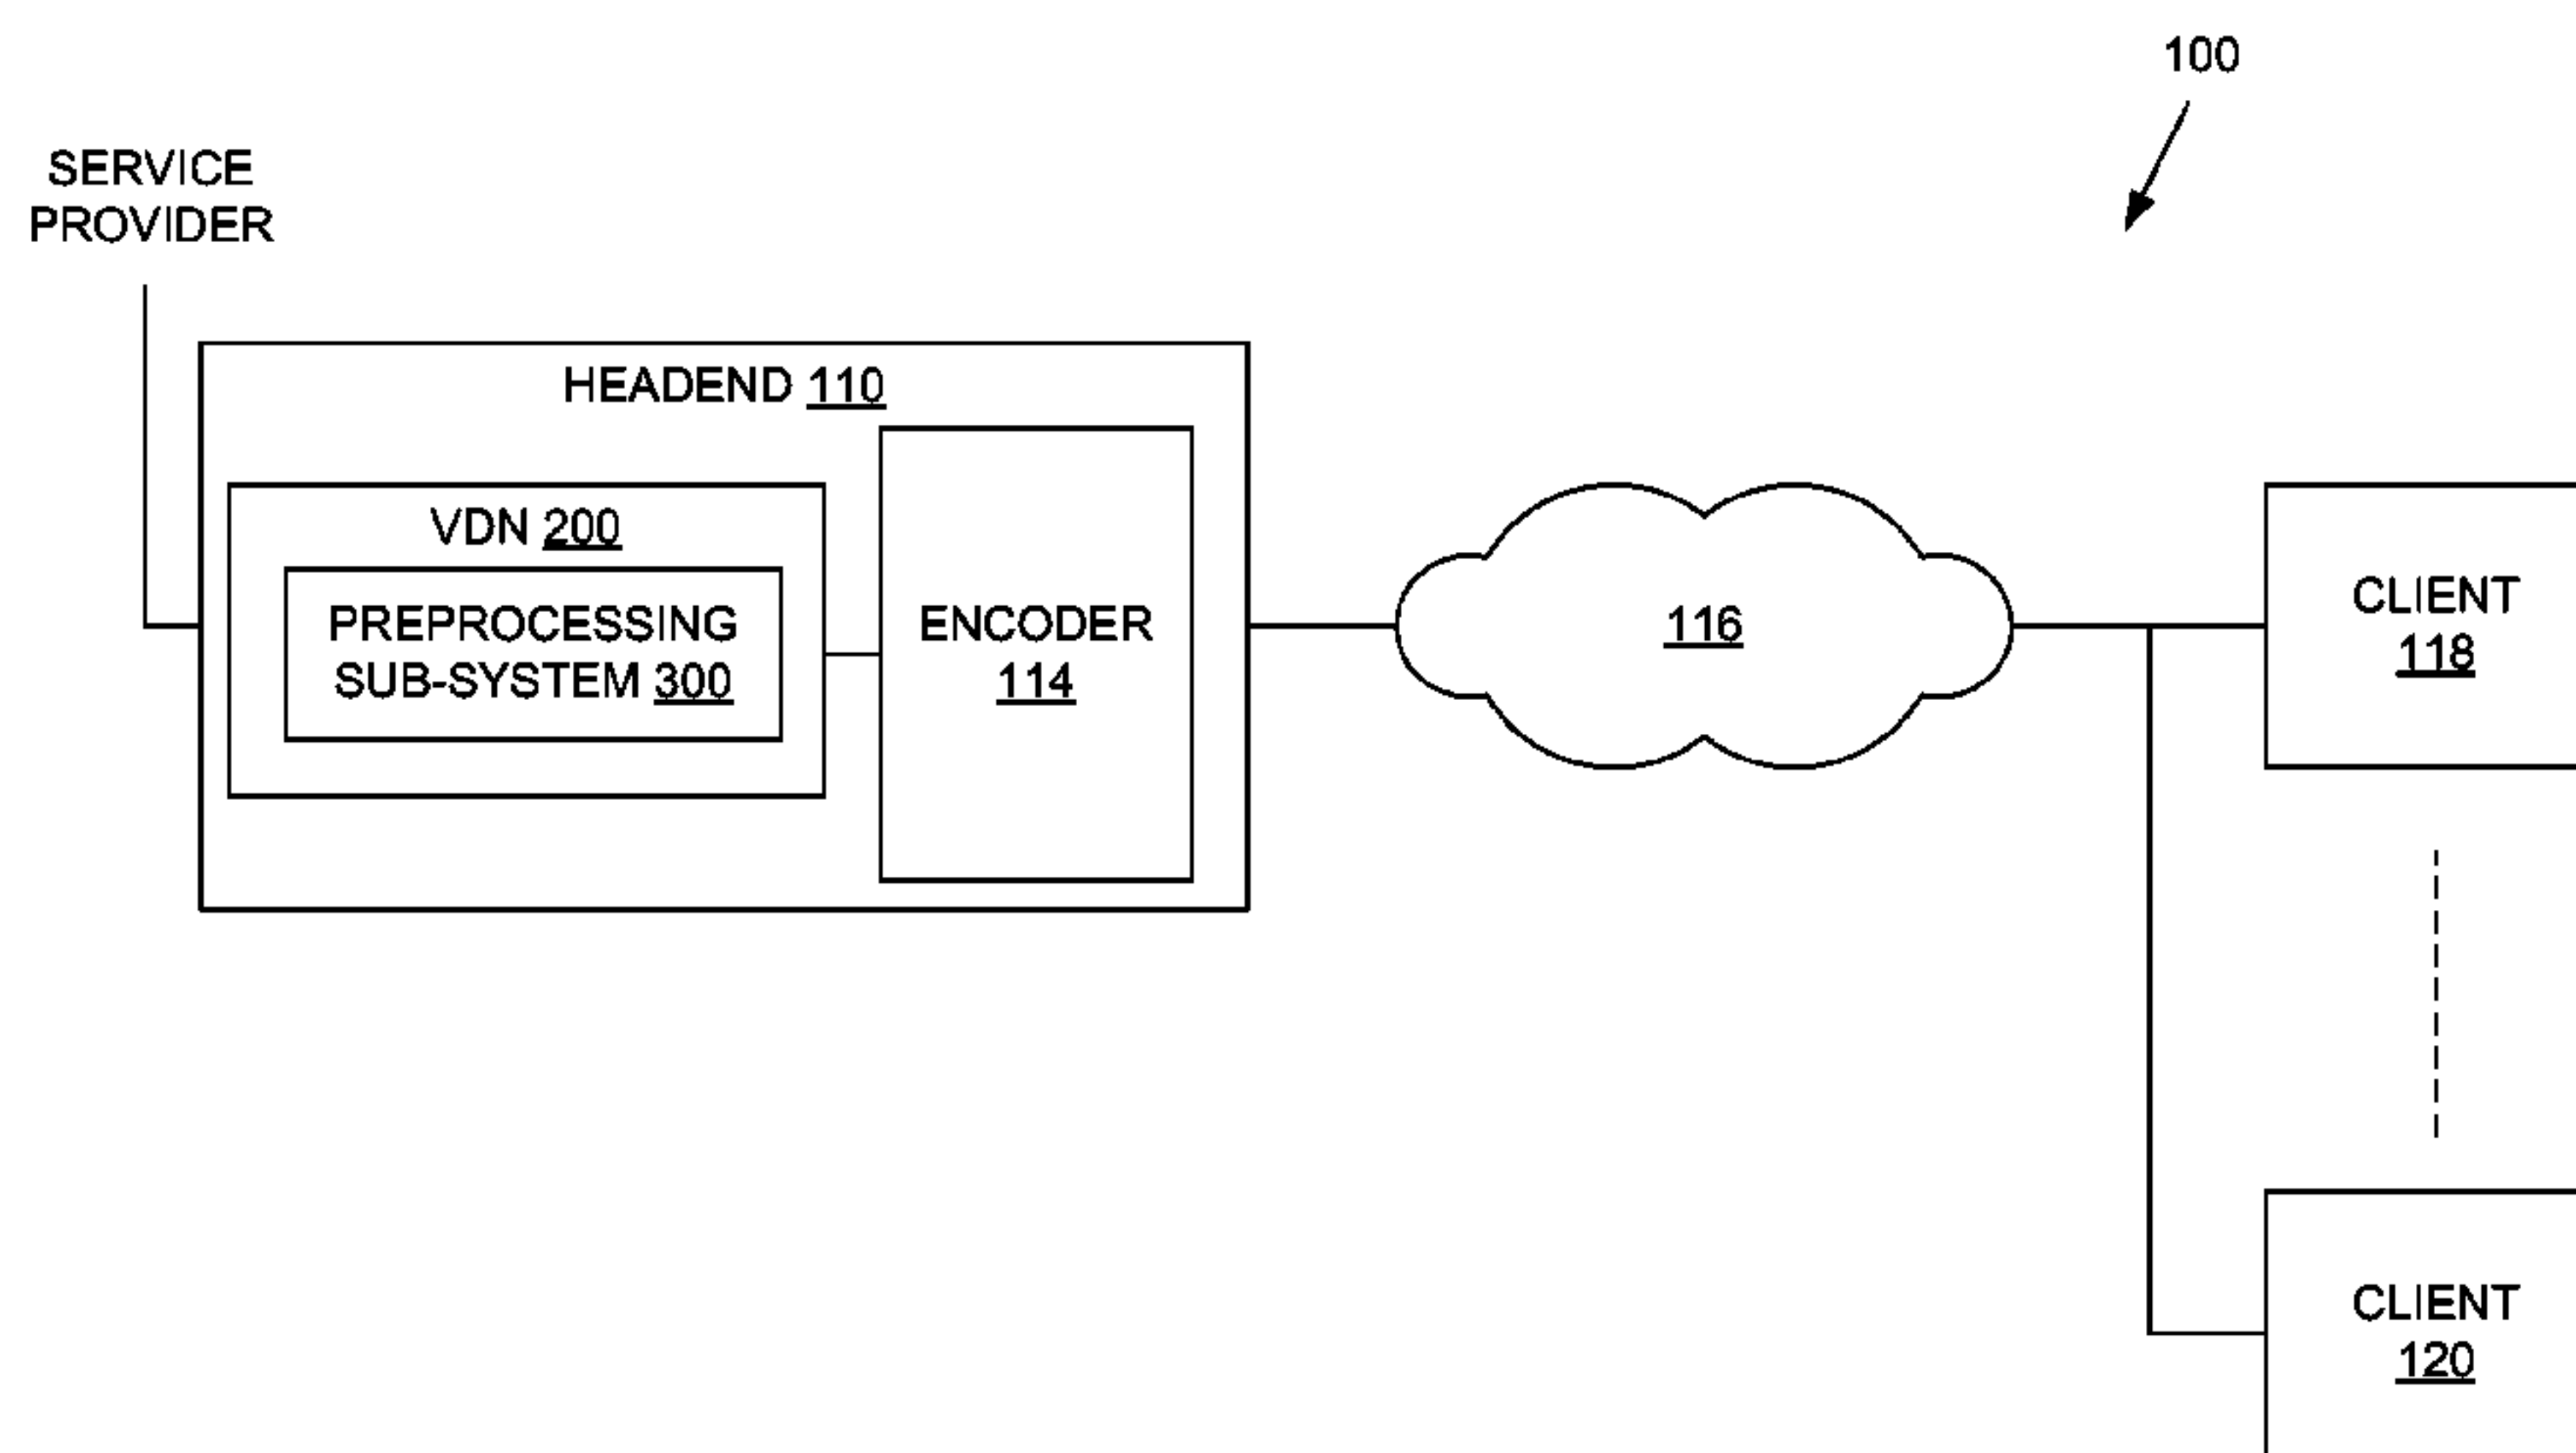 100
SERVICE
PROVIDER
HEADEND 110
VDN 200
PREPROCESSING
SUB-SYSTEM 300
ENCODER
114
116
CLIENT
118
CLIENT
120